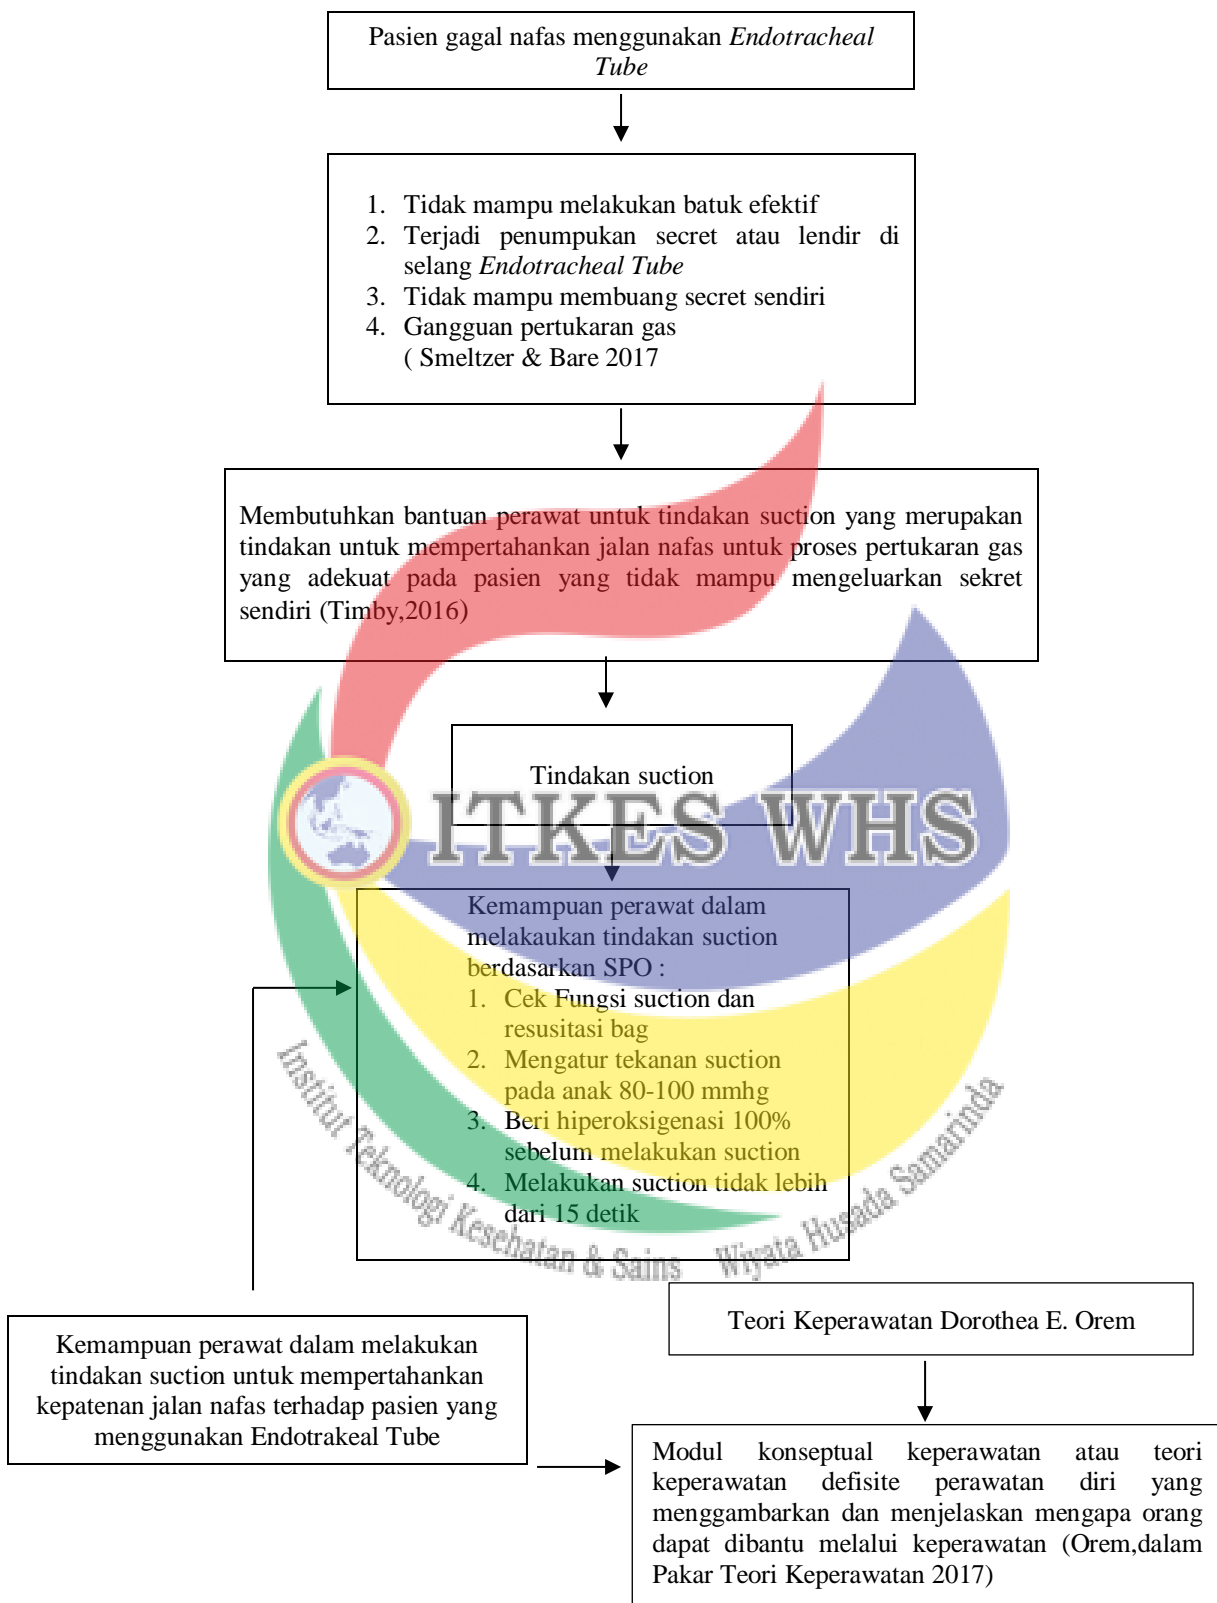 Pasien gagal nafas menggunakan Endotracheal
Tube
1. Tidak mampu melakukan batuk efektif
2. Terjadi penumpukan secret atau lendir di
selang Endotracheal Tube
3. Tidak mampu membuang secret sendiri
4. Gangguan pertukaran gas
( Smeltzer & Bare 2017
Membutuhkan bantuan perawat untuk tindakan suction yang merupakan
tindakan untuk mempertahankan jalan nafas untuk proses pertukaran gas
yang adekuat pada pasien yang tidak mampu mengeluarkan sekret
sendiri (Timby,2016)
Tindakan suction
ITKES WHS
Kemampuan perawat dalam
melakaukan tindakan suction
berdasarkan SPO :
1. Cek Fungsi suction dan
resusitasi bag
2. Mengatur tekanan suction
pada anak 80-100 mmhg
3. Beri hiperoksigenasi 100%
sebelum melakukan suction
4. Melakukan suction tidak lebih
dari 15 detik
Institut Teknologi Kesehatan & Sains Wiyata Husada Samarinda
Kemampuan perawat dalam melakukan
tindakan suction untuk mempertahankan
kepatenan jalan nafas terhadap pasien yang
menggunakan Endotrakeal Tube
Teori Keperawatan Dorothea E. Orem
Modul konseptual keperawatan atau teori
keperawatan defisite perawatan diri yang
menggambarkan dan menjelaskan mengapa orang
dapat dibantu melalui keperawatan (Orem,dalam
Pakar Teori Keperawatan 2017)